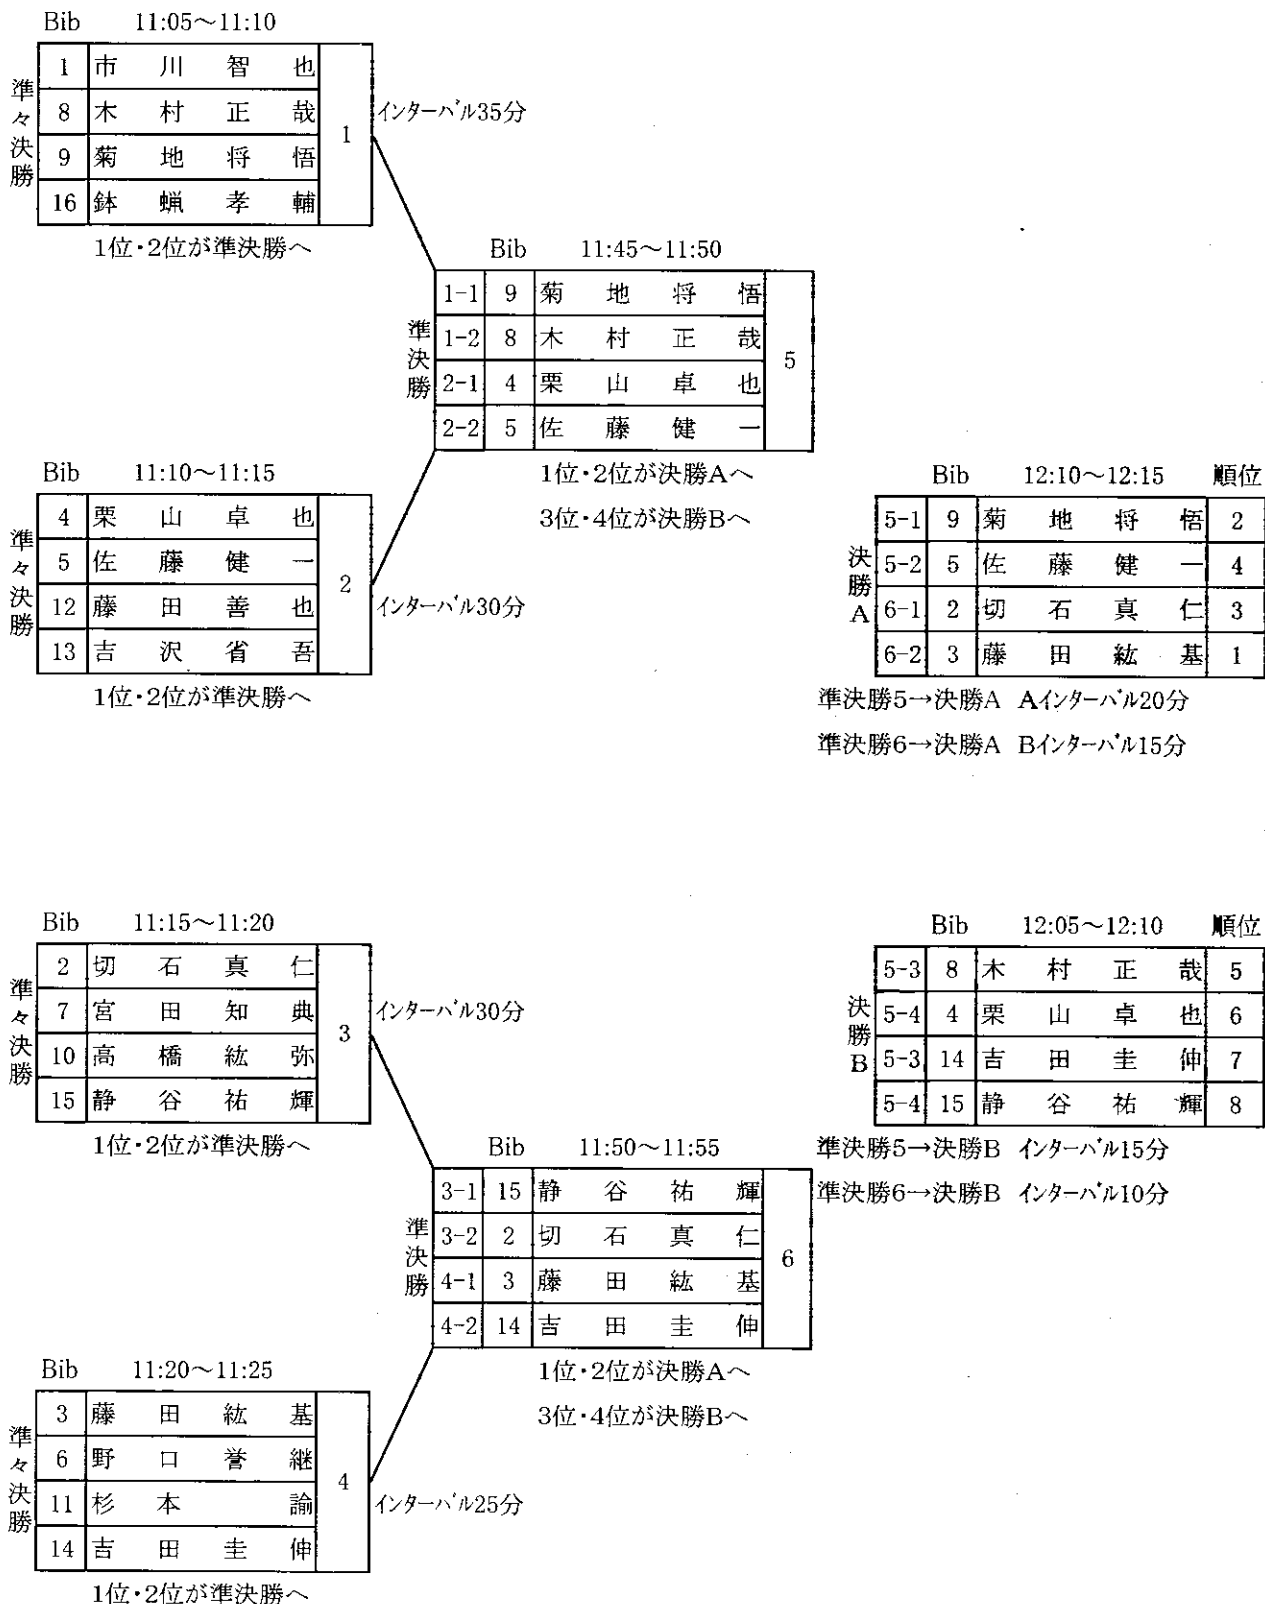 Bib 11:05～11:10
準々決勝
1 市川智也
8 木村正哉
9 菊地将悟
16 鉢蝋孝輔
1
インターバル35分
1位・2位が準決勝へ
Bib 11:45～11:50
準決勝
1-1 9 菊地将悟
1-2 8 木村正哉
2-1 4 栗山卓也
2-2 5 佐藤健一
5
1位・2位が決勝Aへ
3位・4位が決勝Bへ
Bib 11:10～11:15
準々決勝
4 栗山卓也
5 佐藤健一
12 藤田善也
13 吉沢省吾
2
インターバル30分
1位・2位が準決勝へ
Bib 12:10～12:15 順位
決勝A
5-1 9 菊地将悟 2
5-2 5 佐藤健一 4
6-1 2 切石真仁 3
6-2 3 藤田紘基 1
準決勝5→決勝A Aインターバル20分
準決勝6→決勝A Bインターバル15分
Bib 11:15～11:20
準々決勝
2 切石真仁
7 宮田知典
10 高橋紘弥
15 静谷祐輝
3
インターバル30分
1位・2位が準決勝へ
Bib 12:05～12:10 順位
決勝B
5-3 8 木村正哉 5
5-4 4 栗山卓也 6
5-3 14 吉田圭伸 7
5-4 15 静谷祐輝 8
準決勝5→決勝B インターバル15分
準決勝6→決勝B インターバル10分
Bib 11:50～11:55
準決勝
3-1 15 静谷祐輝
3-2 2 切石真仁
4-1 3 藤田紘基
4-2 14 吉田圭伸
6
1位・2位が決勝Aへ
3位・4位が決勝Bへ
Bib 11:20～11:25
準々決勝
3 藤田紘基
6 野口誉継
11 杉本諭
14 吉田圭伸
4
インターバル25分
1位・2位が準決勝へ